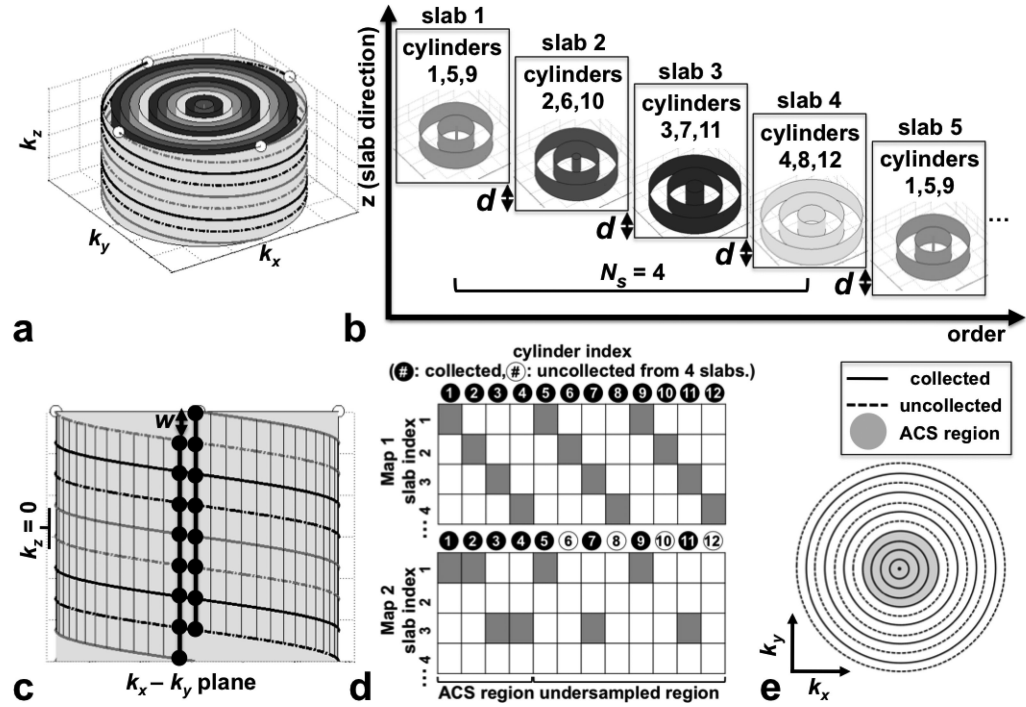 k_z
k_y
k_x
a
z (slab direction)
slab 1
cylinders
1,5,9
slab 2
cylinders
2,6,10
slab 3
cylinders
3,7,11
slab 4
cylinders
4,8,12
slab 5
cylinders
1,5,9
...
d
d
d
d
N_s = 4
order
b
w
k_z = 0
k_x – k_y plane
c
cylinder index
(#: collected, #: uncollected from 4 slabs.)
1 2 3 4 5 6 7 8 9 10 11 12
Map 1
slab index
1
2
3
4
...
1 2 3 4 5 6 7 8 9 10 11 12
Map 2
slab index
1
2
3
4
...
ACS region undersampled region
d
collected
uncollected
ACS region
k_y
k_x
e